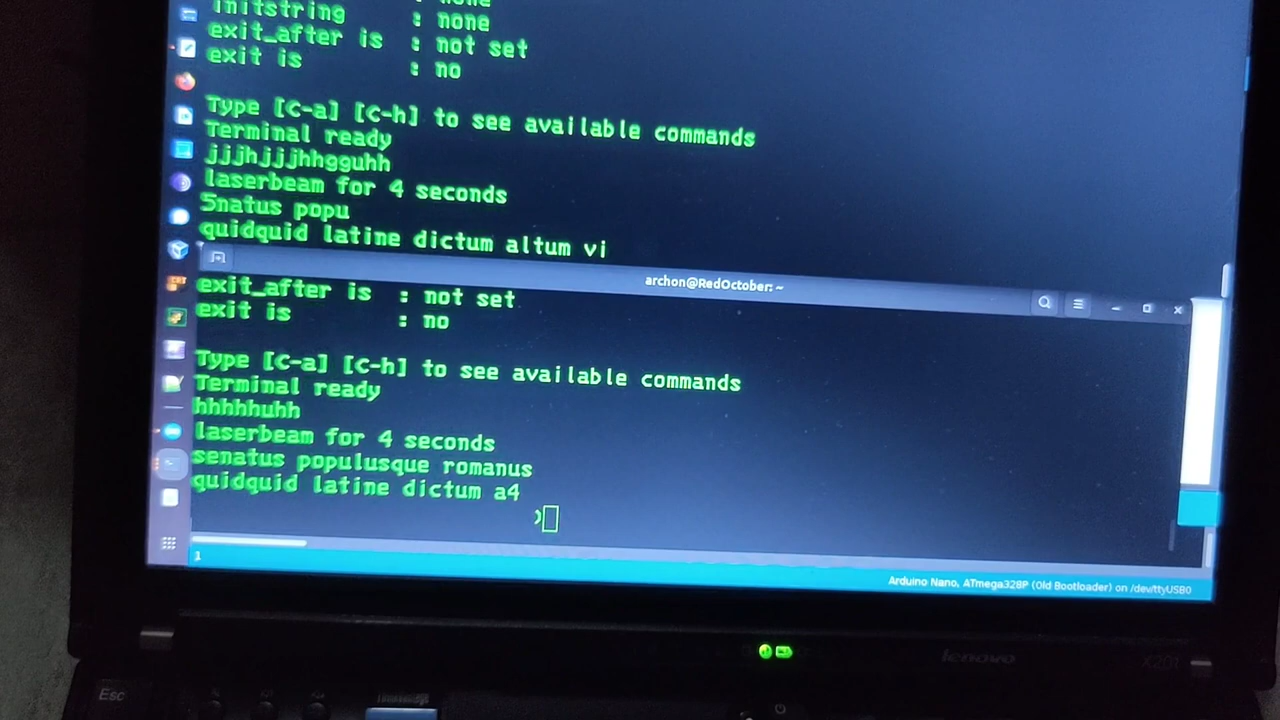 initstring : none
exit_after is : not set
exit is : no
Type [C-a] [C-h] to see available commands
Terminal ready
jjjhjjjhhgguhh
laserbeam for 4 seconds
5natus popu
quidquid latine dictum altum vi
archon@RedOctober: ~
exit_after is : not set
exit is : no
Type [C-a] [C-h] to see available commands
Terminal ready
hhhhhuhh
laserbeam for 4 seconds
senatus populusque romanus
quidquid latine dictum a4
1
Arduino Nano, ATmega328P (Old Bootloader) on /dev/ttyUSB0
lenovo
X201
Esc